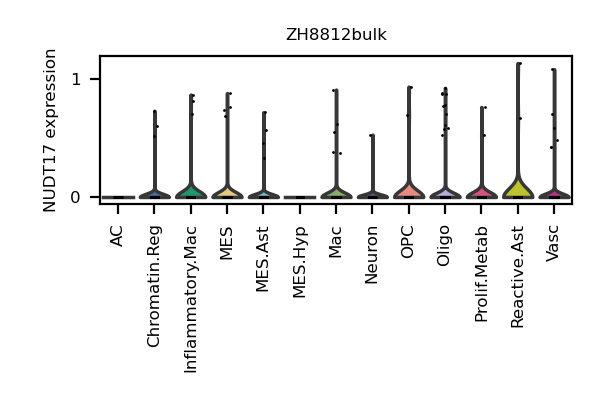 ZH8812bulk
NUDT17 expression
1
0
AC
Chromatin.Reg
Inflammatory.Mac
MES
MES.Ast
MES.Hyp
Mac
Neuron
OPC
Oligo
Prolif.Metab
Reactive.Ast
Vasc